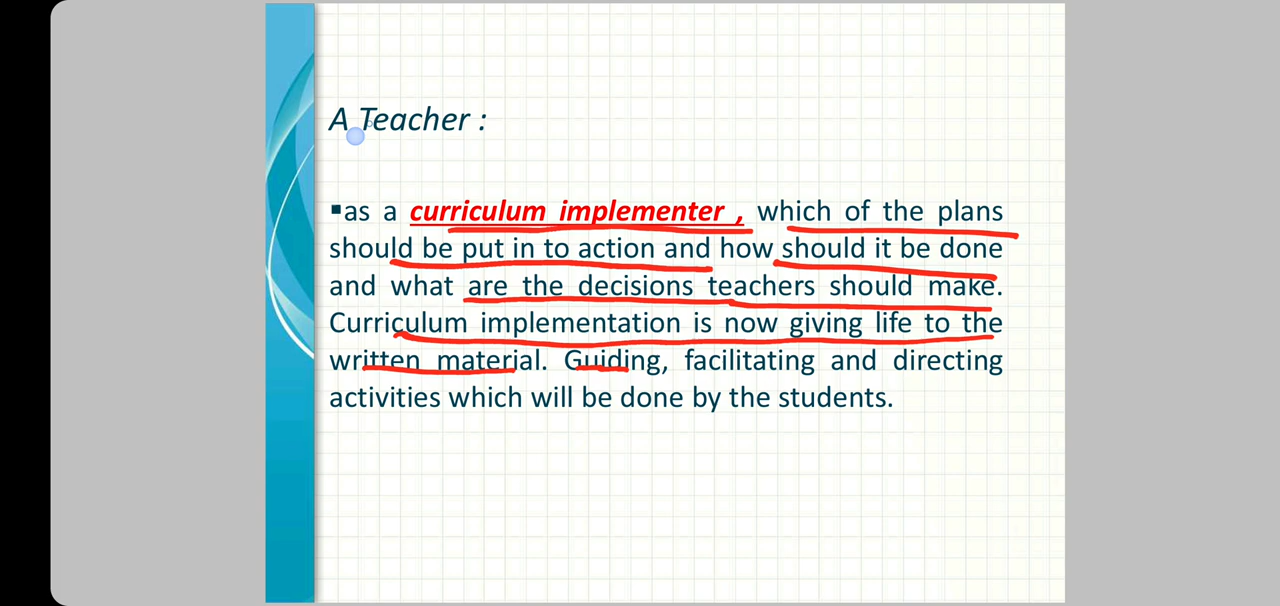 A Teacher :
▪as a curriculum implementer , which of the plans
should be put in to action and how should it be done
and what are the decisions teachers should make.
Curriculum implementation is now giving life to the
written material. Guiding, facilitating and directing
activities which will be done by the students.